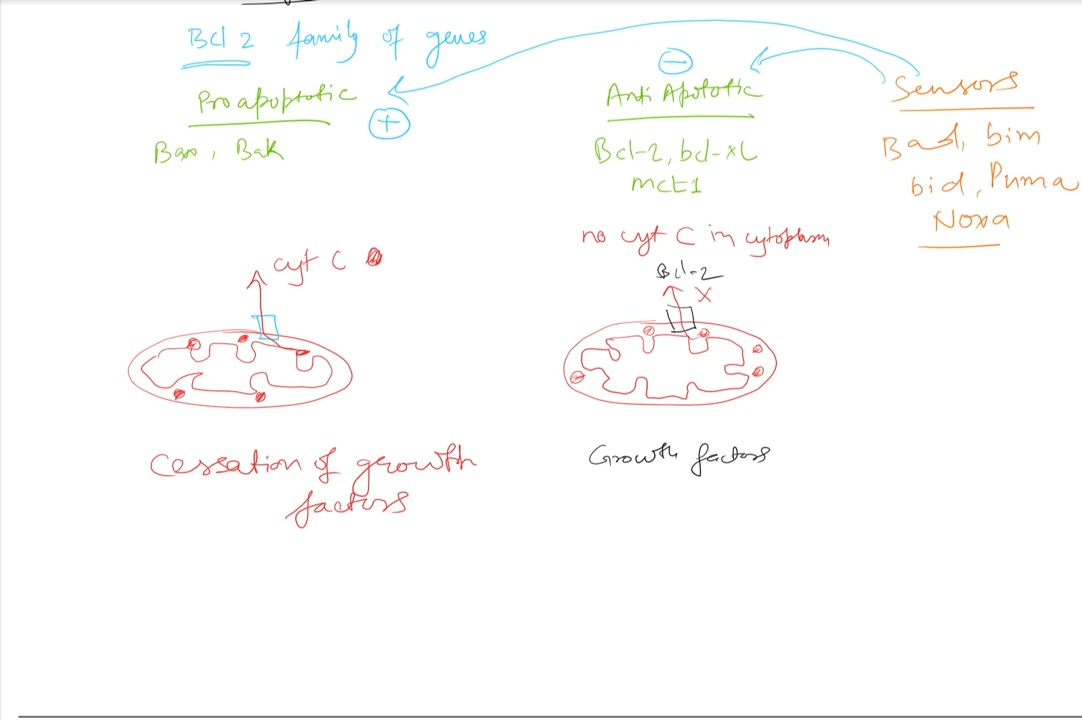 Bcl 2 family of genes
Proapoptotic
+
Bax, Bak
−
Anti Apototic
Bcl-2, bcl-xL
mcl1
Sensors
Bad, bim
bid, Puma
Noxa
cyt C
no cyt C in cytoplasm
Bcl-2
X
Cessation of growth
factors
Growth factors